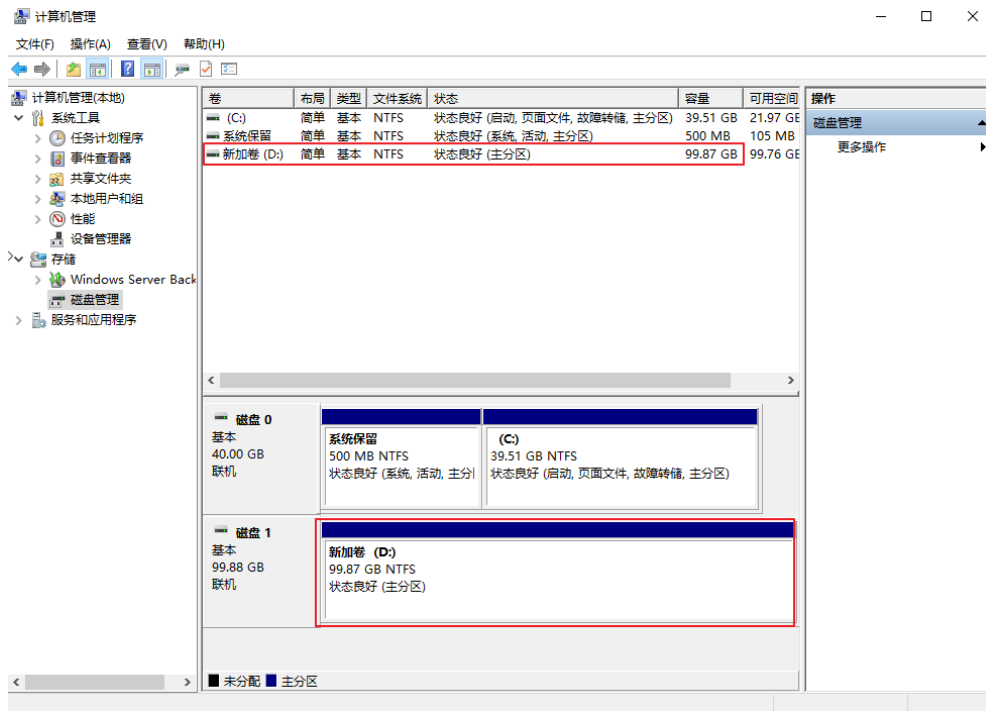 计算机管理
文件(F) 操作(A) 查看(V) 帮助(H)
计算机管理(本地)
系统工具
任务计划程序
事件查看器
共享文件夹
本地用户和组
性能
设备管理器
存储
Windows Server Back
磁盘管理
服务和应用程序
卷 布局 类型 文件系统 状态 容量 可用空间
(C:) 简单 基本 NTFS 状态良好 (启动, 页面文件, 故障转储, 主分区) 39.51 GB 21.97 GE
系统保留 简单 基本 NTFS 状态良好 (系统, 活动, 主分区) 500 MB 105 MB
新加卷 (D:) 简单 基本 NTFS 状态良好 (主分区) 99.87 GB 99.76 GE
磁盘 0
基本
40.00 GB
联机
系统保留
500 MB NTFS
状态良好 (系统, 活动, 主分
(C:)
39.51 GB NTFS
状态良好 (启动, 页面文件, 故障转储, 主分区)
磁盘 1
基本
99.88 GB
联机
新加卷 (D:)
99.87 GB NTFS
状态良好 (主分区)
未分配 主分区
操作
磁盘管理
更多操作